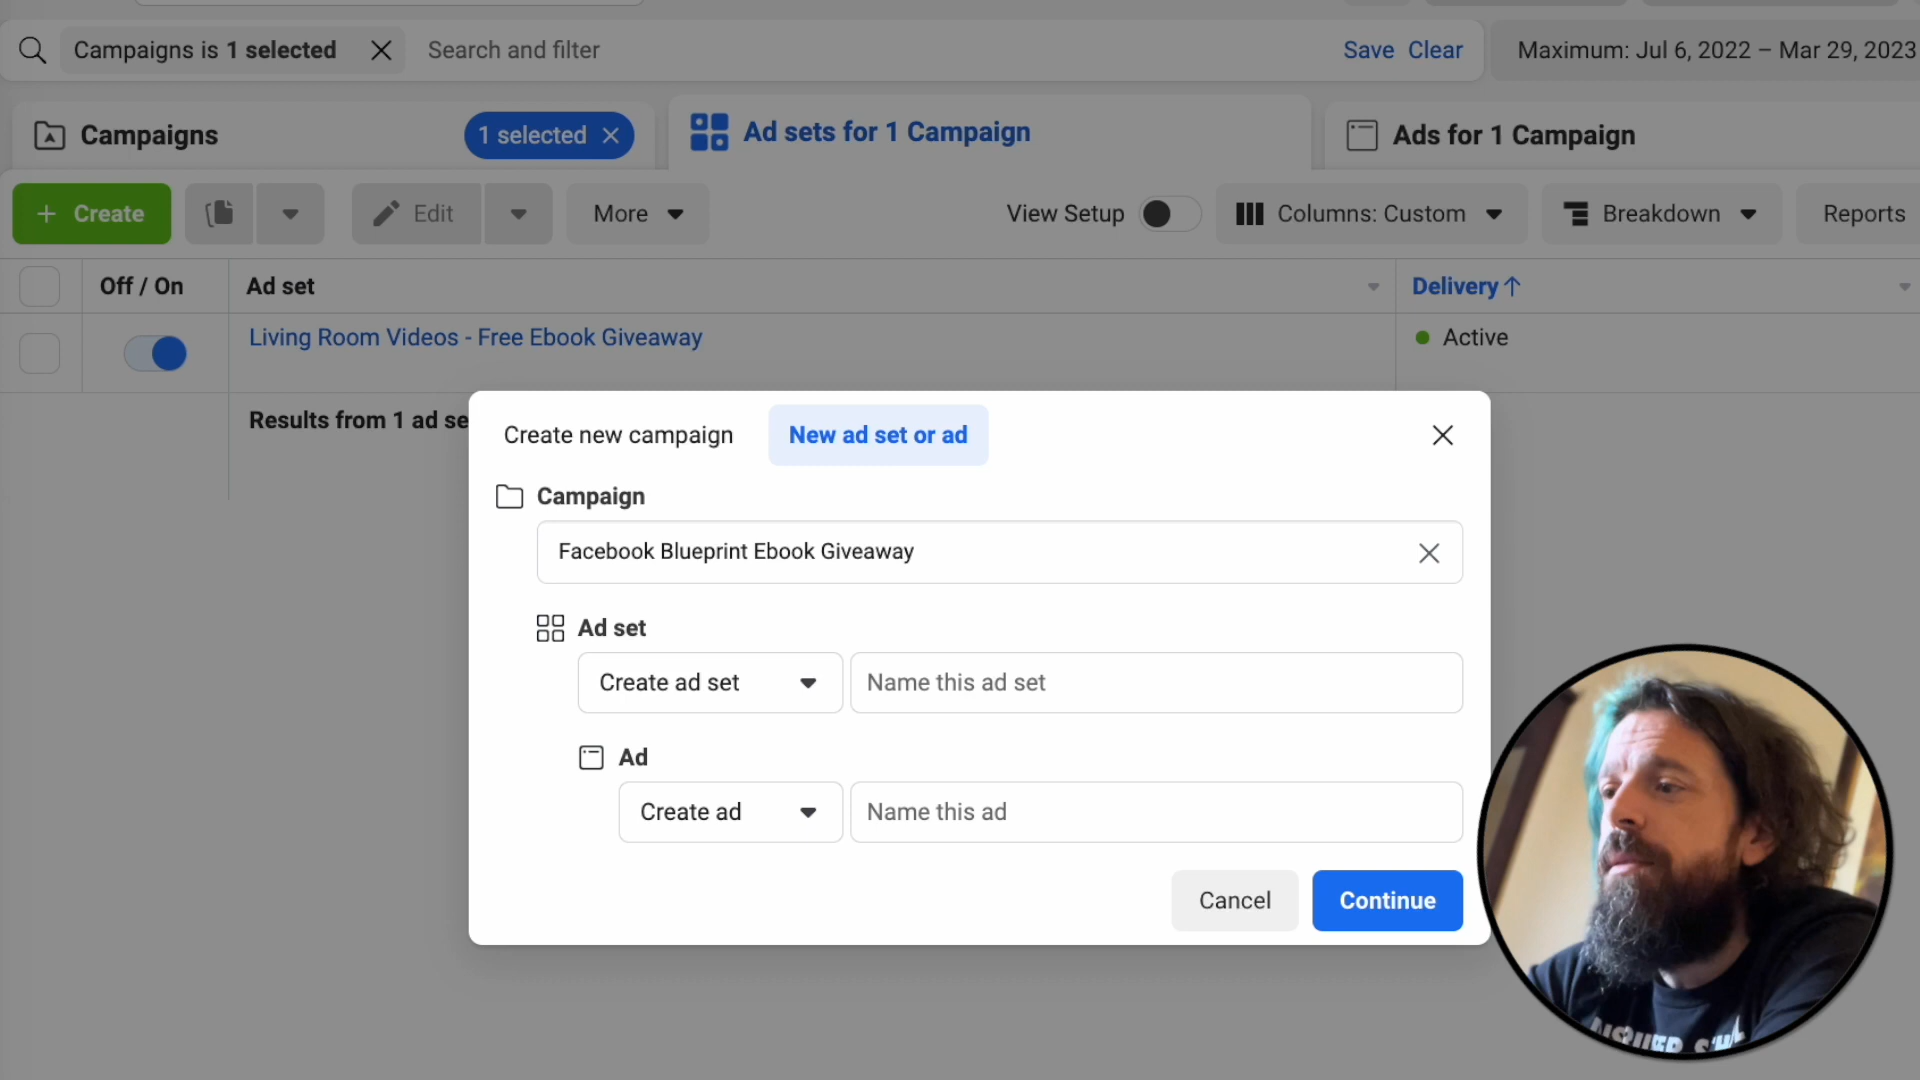 Campaigns is 1 selected
Search and filter
Save Clear
Maximum: Jul 6, 2022 – Mar 29, 2023
Campaigns
1 selected
Ad sets for 1 Campaign
Ads for 1 Campaign
+ Create
Edit
More
View Setup
Columns: Custom
Breakdown
Reports
Off / On
Ad set
Delivery↑
Living Room Videos - Free Ebook Giveaway
Active
Results from 1 ad se
Create new campaign
New ad set or ad
Campaign
Facebook Blueprint Ebook Giveaway
Ad set
Create ad set
Name this ad set
Ad
Create ad
Name this ad
Cancel
Continue